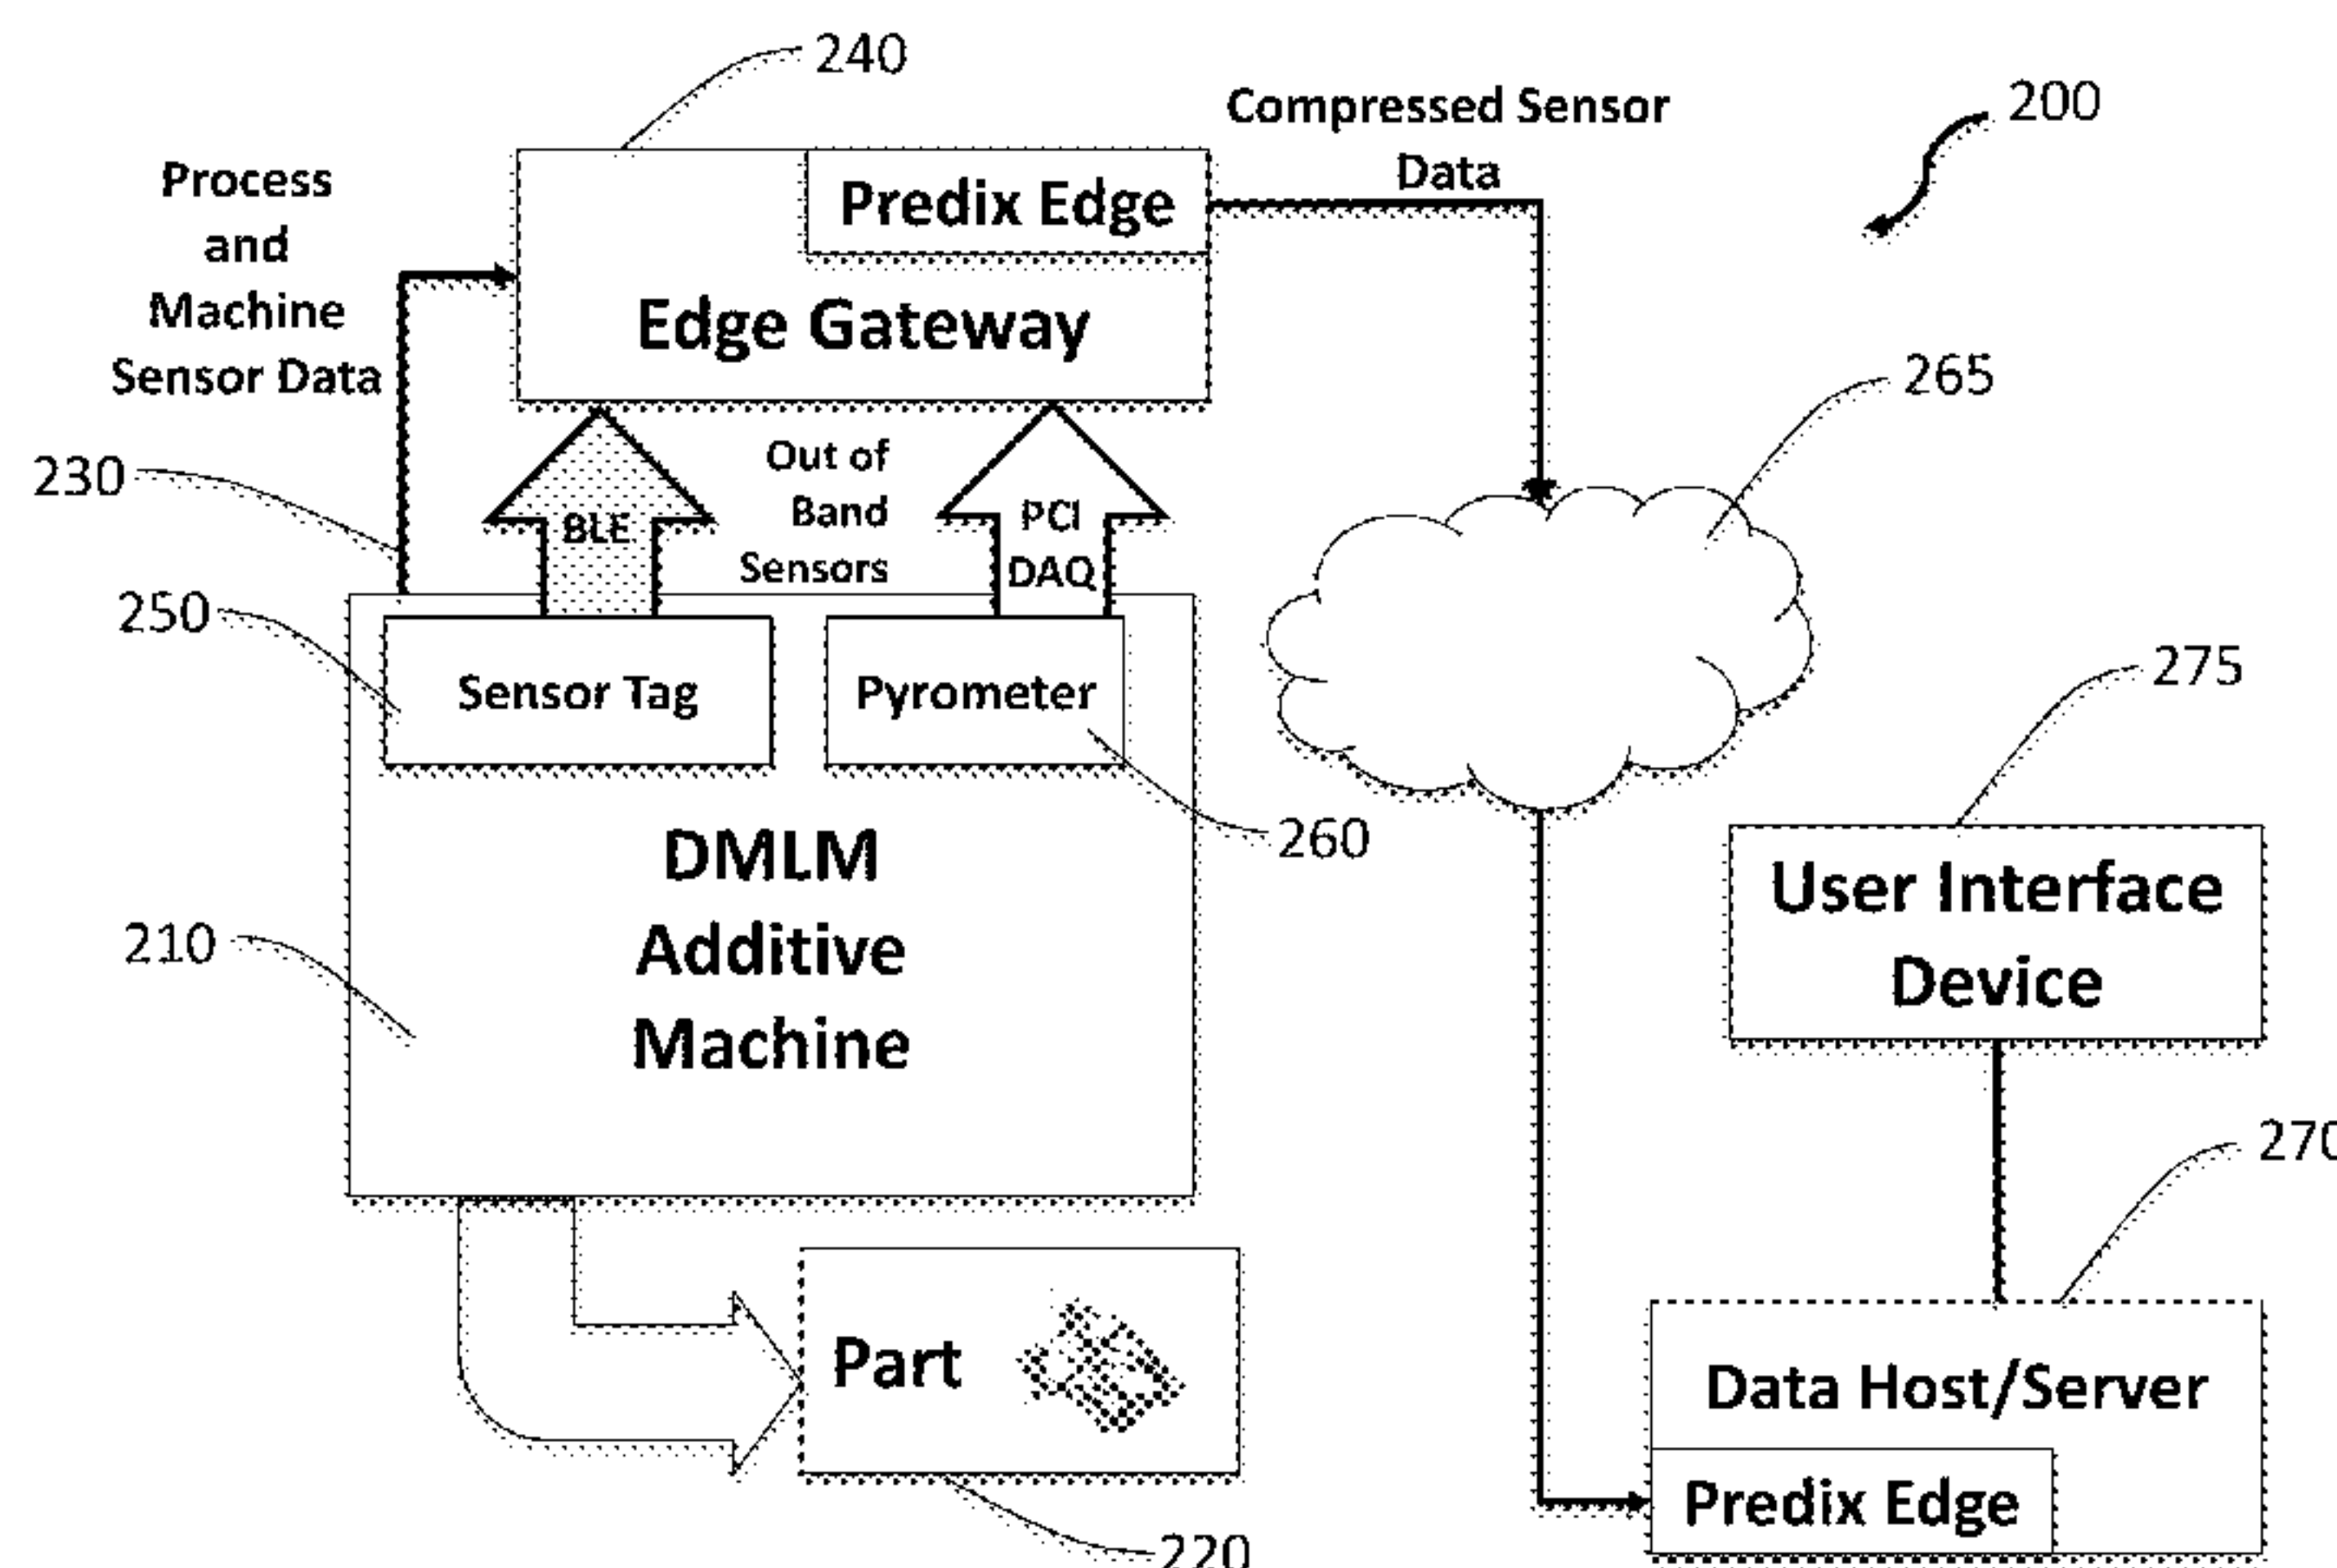 240
Compressed Sensor
Data
200
Process
and
Machine
Sensor Data
Predix Edge
Edge Gateway
265
230
BLE
Out of
Band
Sensors
PCI
DAQ
250
Sensor Tag
Pyrometer
275
260
DMLM
Additive
Machine
210
User Interface
Device
270
Part
Data Host/Server
Predix Edge
220